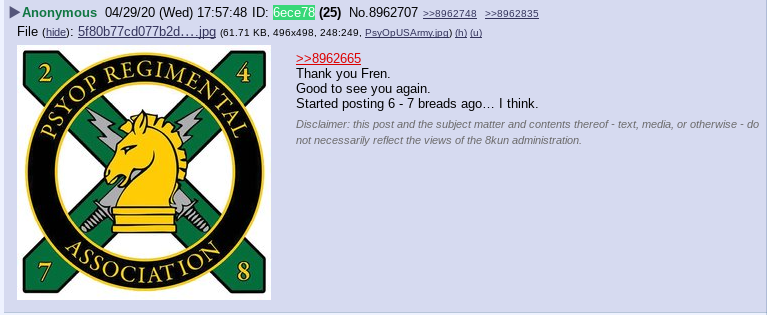 Anonymous 04/29/20 (Wed) 17:57:48 ID: 6ece78 (25) No.8962707 >>8962748 >>8962835
File (hide): 5f80b77cd077b2d….jpg (61.71 KB, 496x498, 248:249, PsyOpUSArmy.jpg) (h) (u)
2 4
PSYOP REGIMENTAL
ASSOCIATION
7 8
>>8962665
Thank you Fren.
Good to see you again.
Started posting 6 - 7 breads ago… I think.
Disclaimer: this post and the subject matter and contents thereof - text, media, or otherwise - do
not necessarily reflect the views of the 8kun administration.